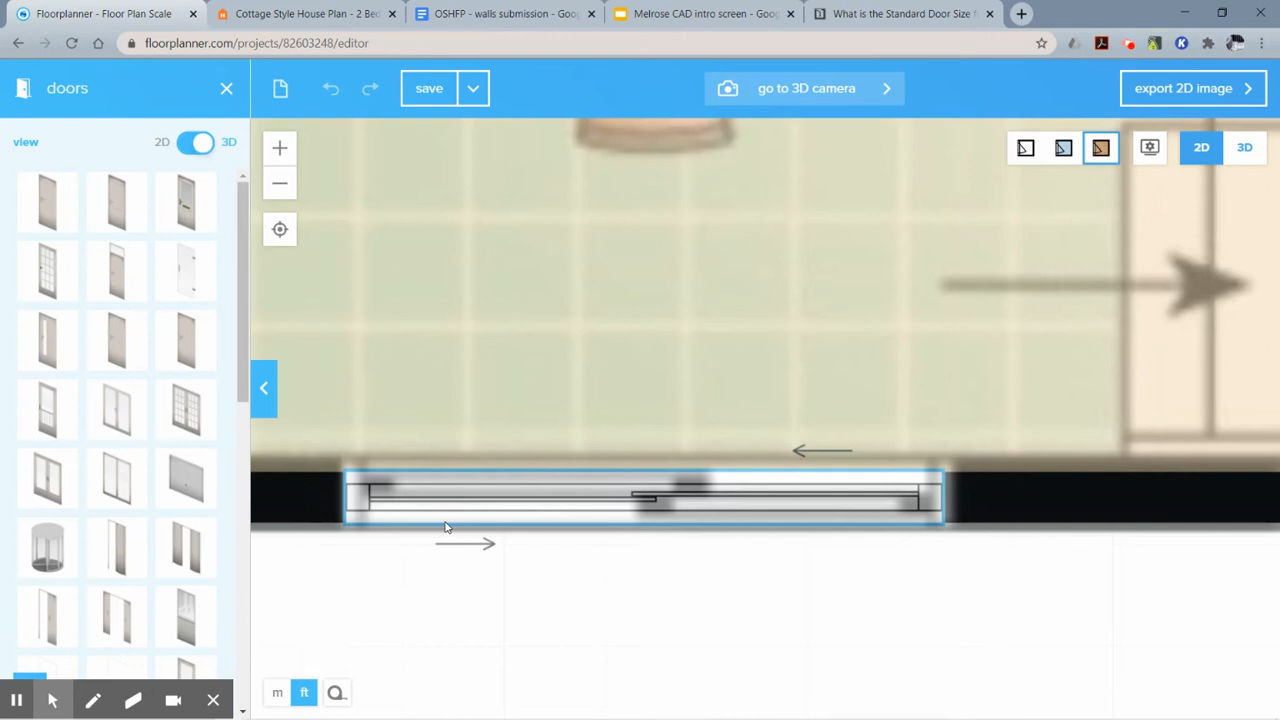 Floorplanner - Floor Plan Scale
Cottage Style House Plan - 2 Bed
OSHFP - walls submission - Goo
Melrose CAD into screen - Goog
What is the Standard Door Size
floorplanner.com/projects/82603248/editor
doors
save
go to 3D camera
export 2D image
view
2D
3D
2D
3D
m
ft